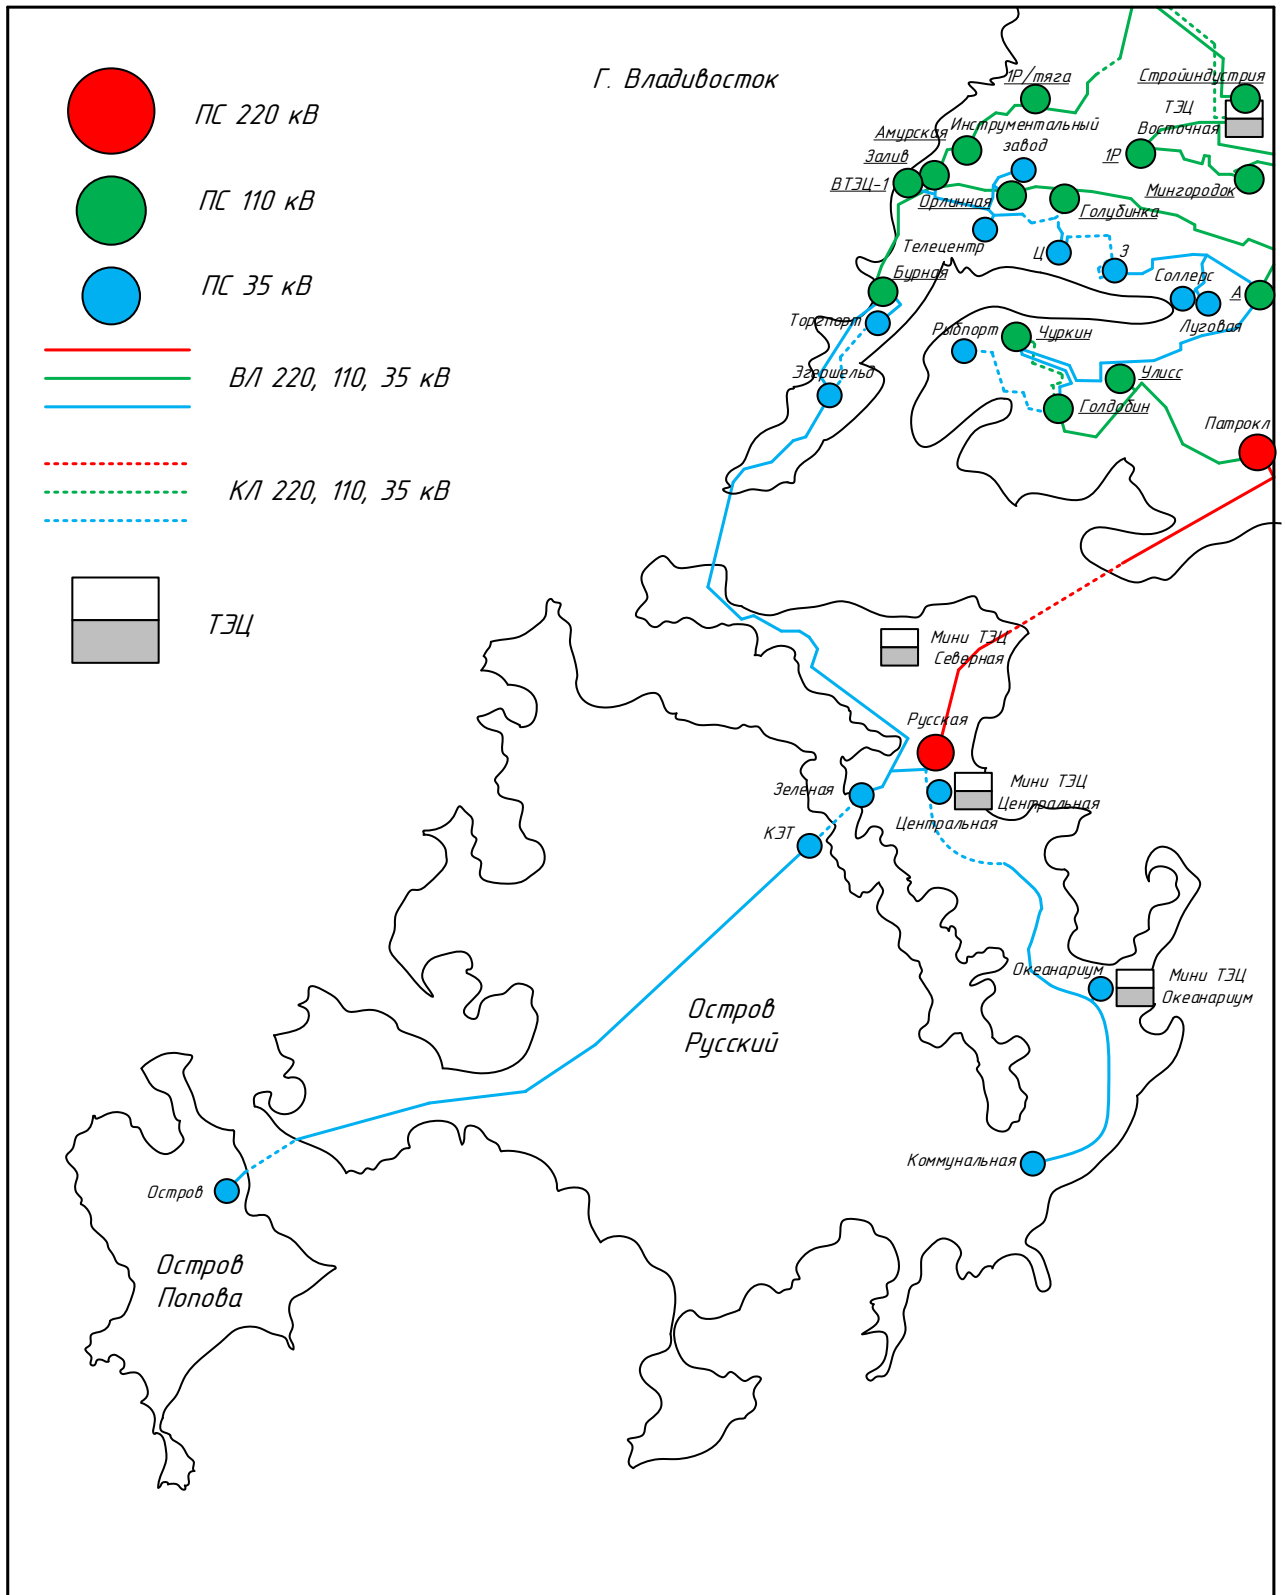 Г. Владивосток
ПС 220 кВ
ПС 110 кВ
ПС 35 кВ
ВЛ 220, 110, 35 кВ
КЛ 220, 110, 35 кВ
ТЭЦ
1Р/тяга
Стройиндустрия
ТЭЦ
Восточная
Амурская
Инструментальный
завод
Залив
1Р
ВТЭЦ-1
Орлинная
Мингородок
Голубинка
Телецентр
Ц
З
Бурная
Соллерс
А
Торгпорт
Рыбпорт
Чуркин
Луговая
Эгершельд
Улисс
Голдобин
Патрокл
Мини ТЭЦ
Северная
Русская
Зеленая
Мини ТЭЦ
Центральная
Центральная
КЭТ
Океанариум
Мини ТЭЦ
Океанариум
Остров
Русский
Коммунальная
Остров
Остров
Попова